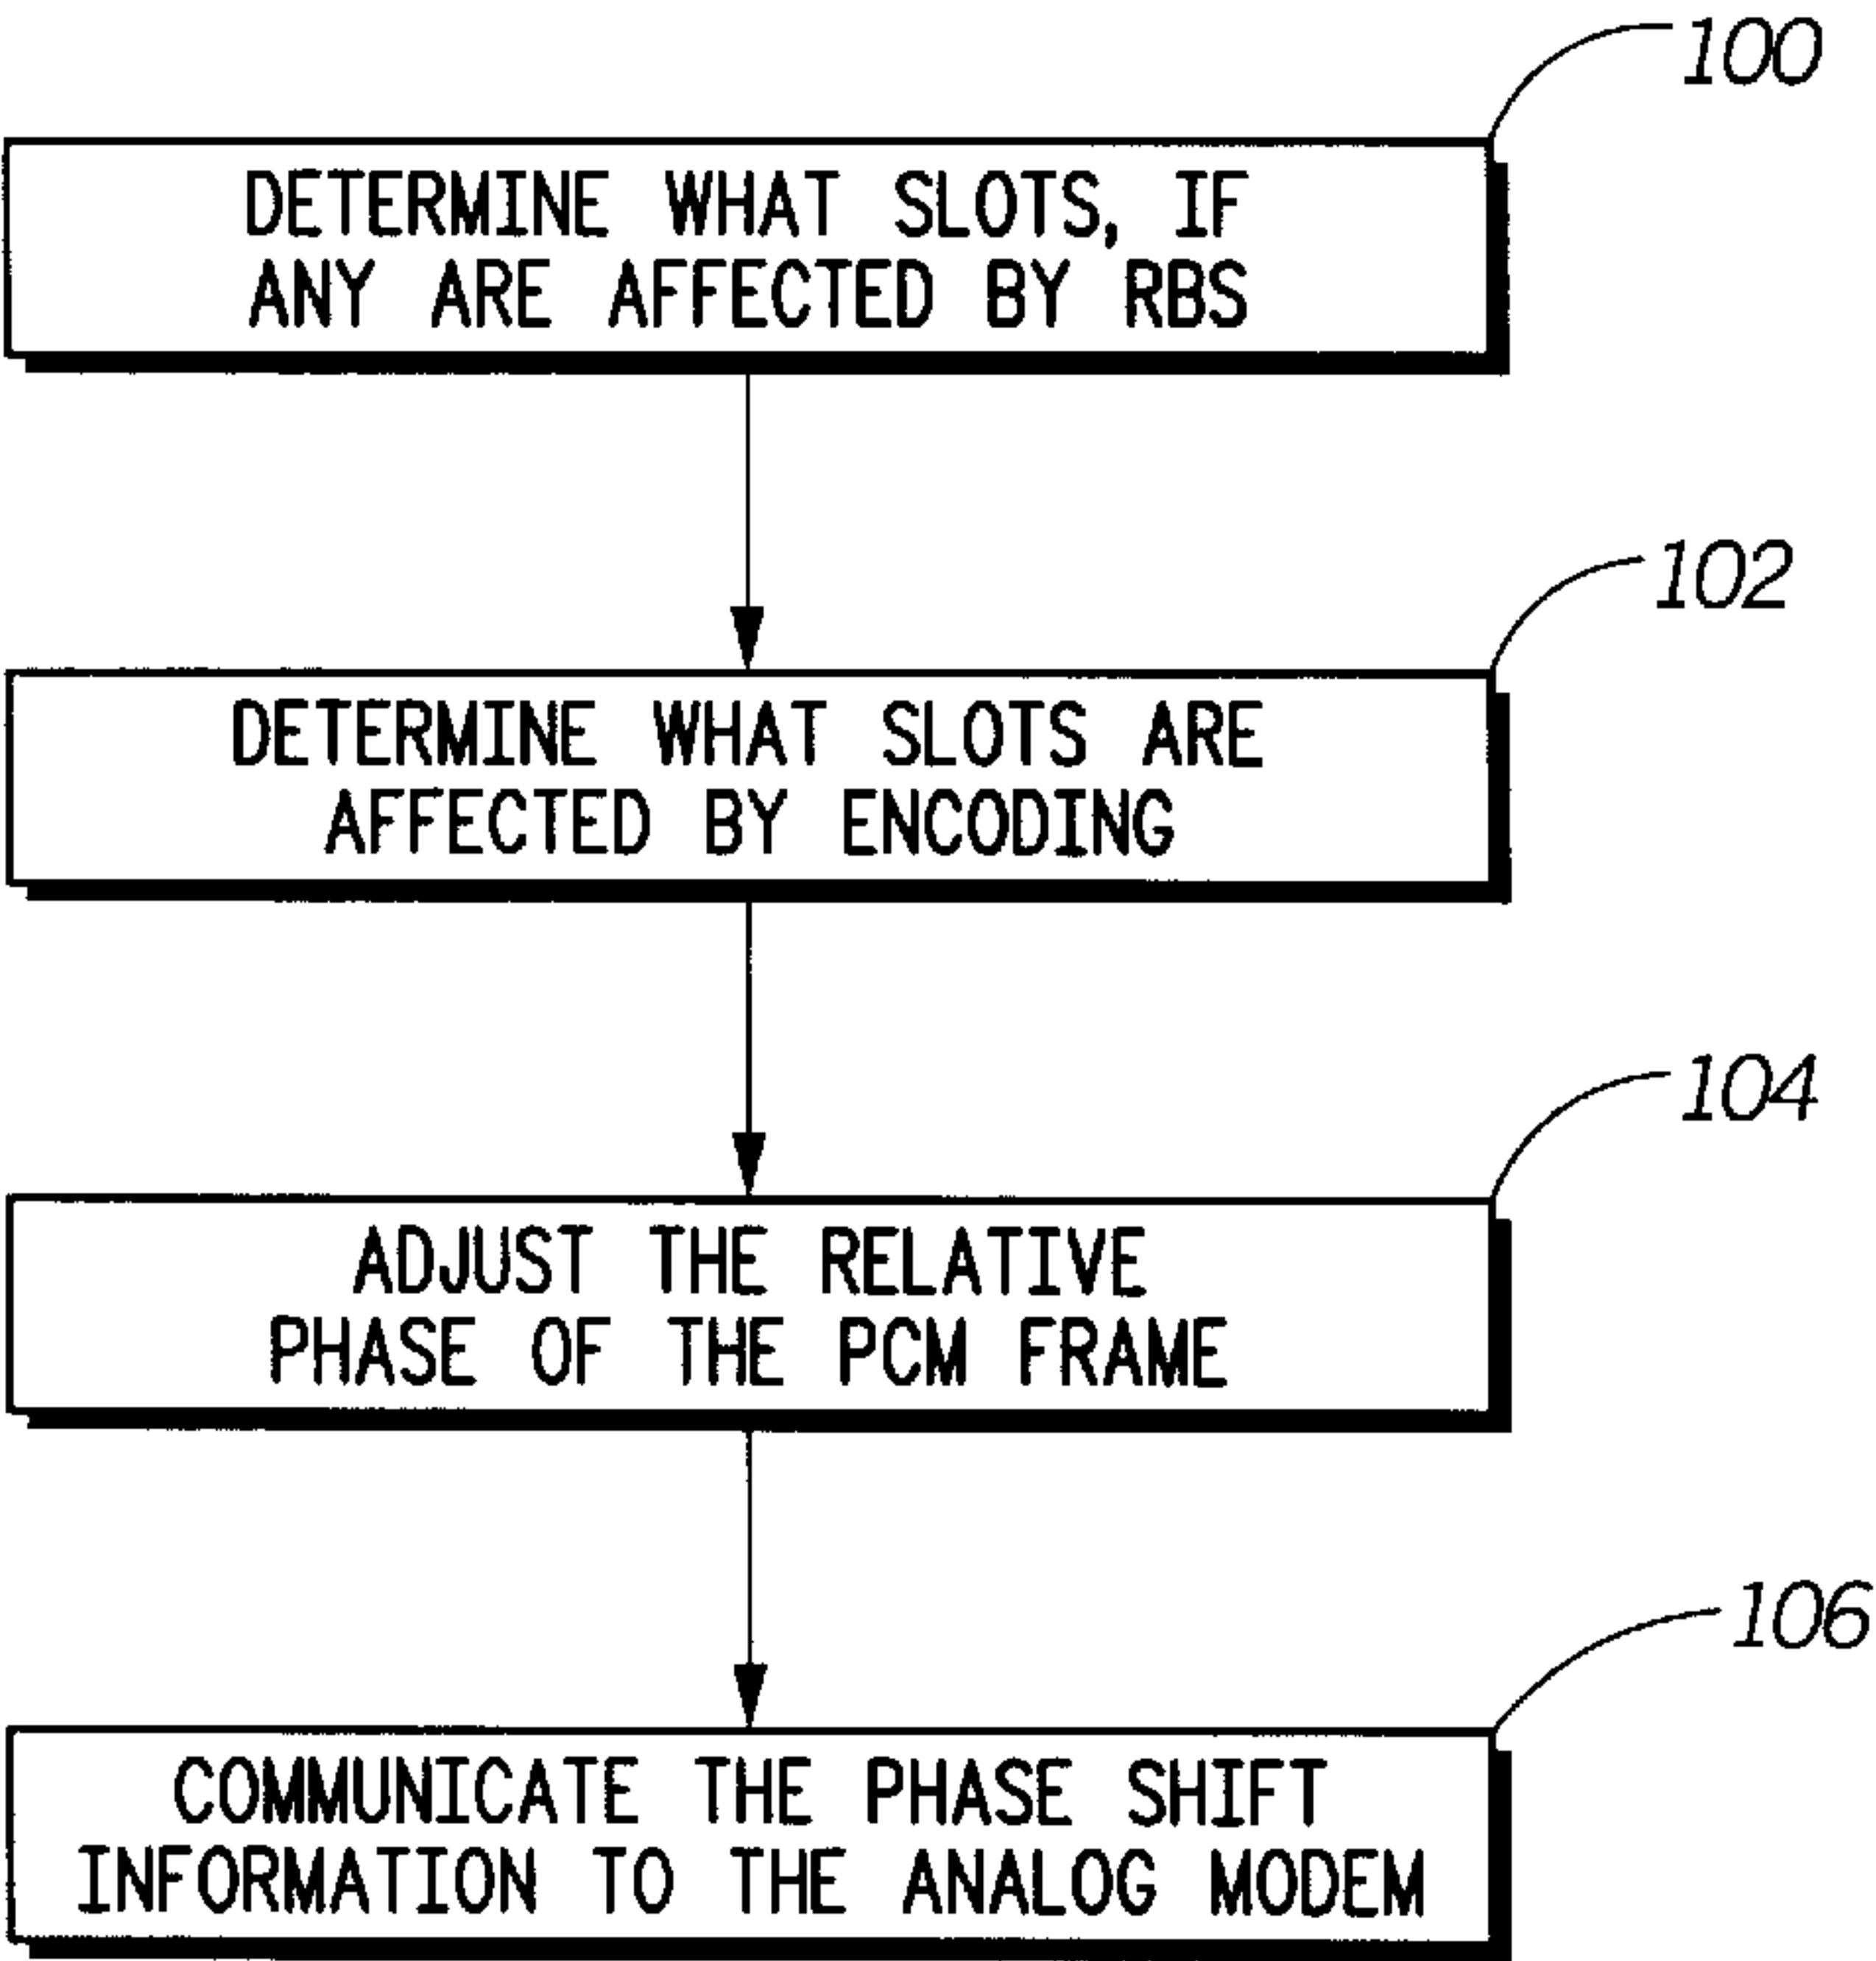 100
DETERMINE WHAT SLOTS, IF
ANY ARE AFFECTED BY RBS
102
DETERMINE WHAT SLOTS ARE
AFFECTED BY ENCODING
104
ADJUST THE RELATIVE
PHASE OF THE PCM FRAME
106
COMMUNICATE THE PHASE SHIFT
INFORMATION TO THE ANALOG MODEM